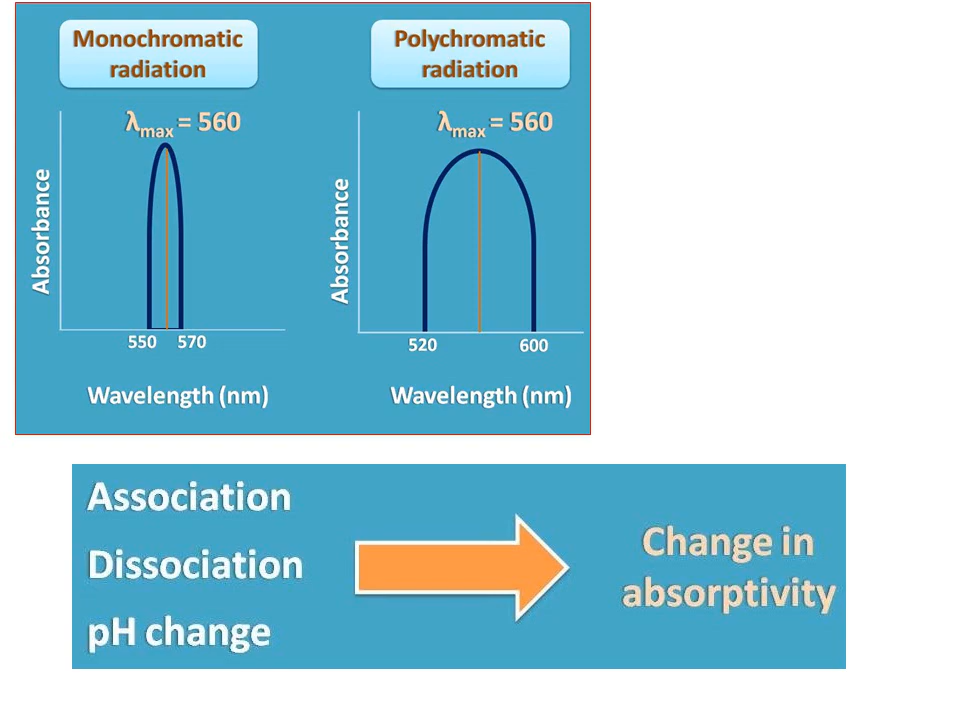 Monochromatic
radiation
λmax = 560
Absorbance
550 570
Wavelength (nm)
Polychromatic
radiation
λmax = 560
Absorbance
520 600
Wavelength (nm)
Association
Dissociation
pH change
Change in
absorptivity